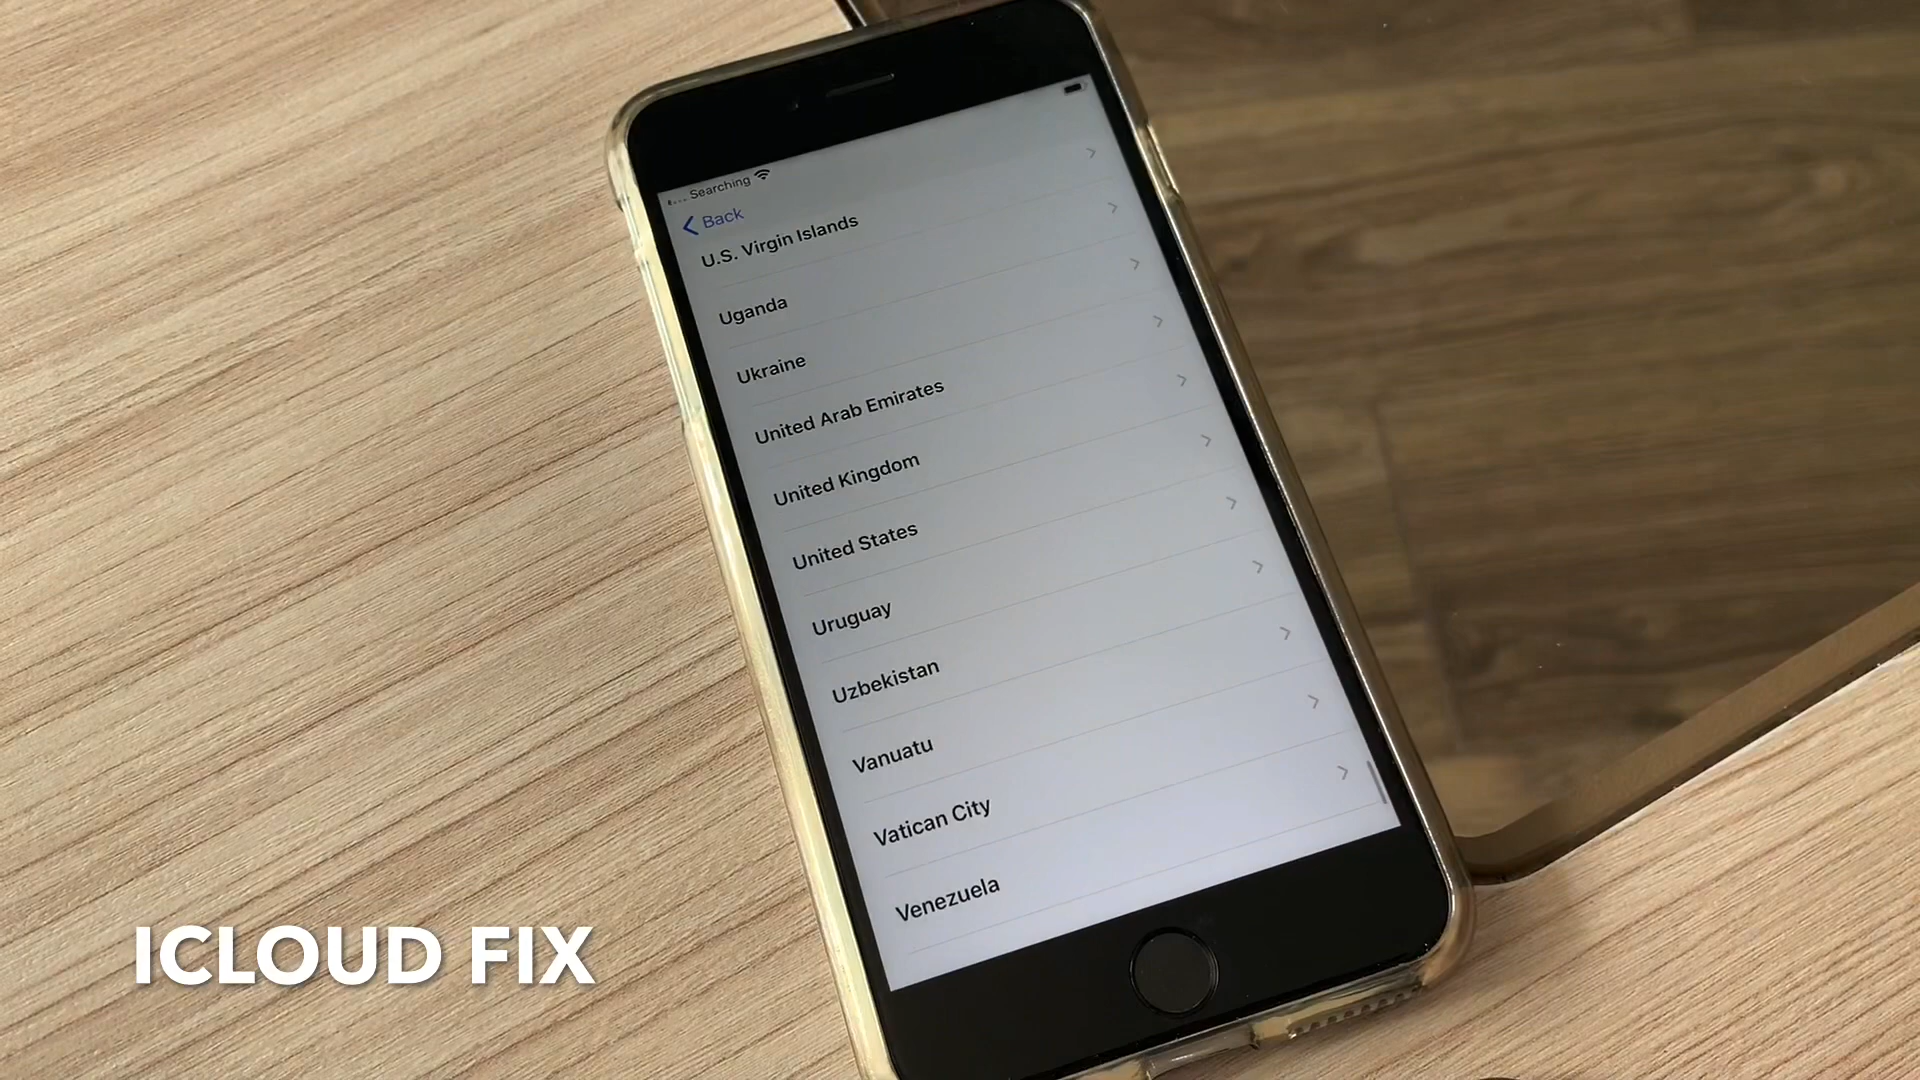 Searching
Back
U.S. Virgin Islands
Uganda
Ukraine
United Arab Emirates
United Kingdom
United States
Uruguay
Uzbekistan
Vanuatu
Vatican City
Venezuela
ICLOUD FIX